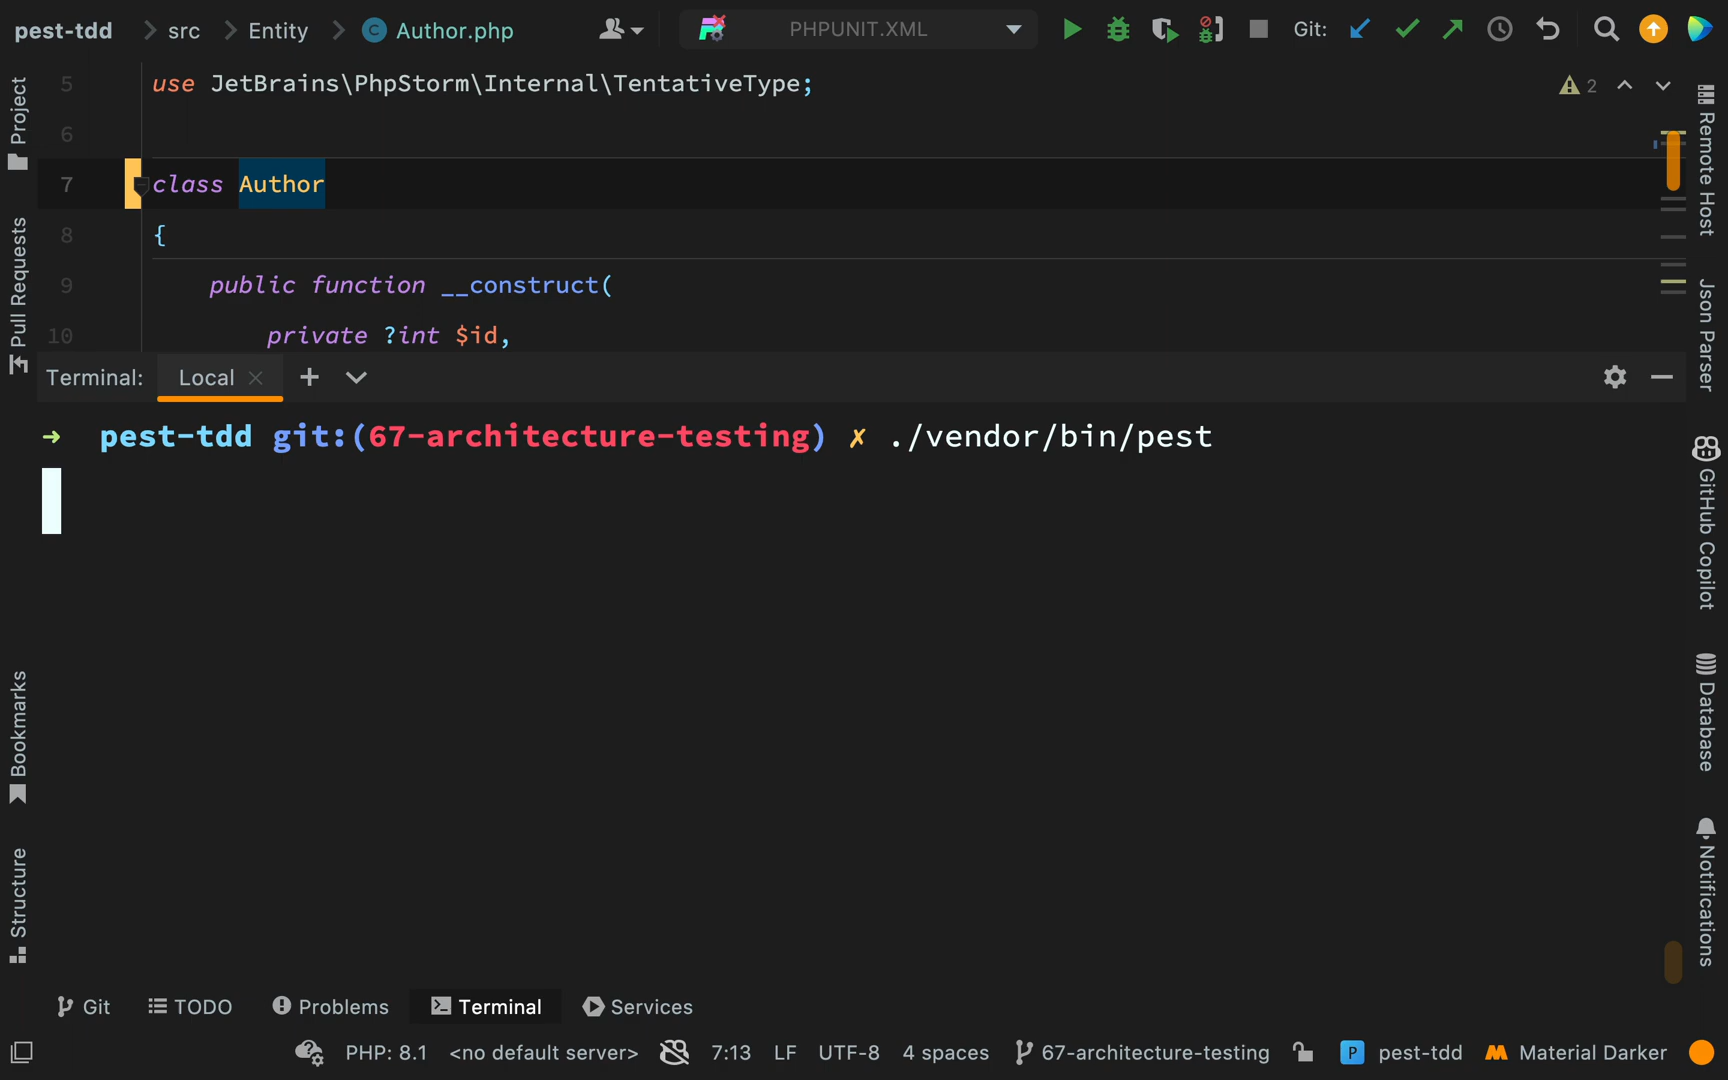 pest-tdd src Entity Author.php PHPUNIT.XML Git:
5 use JetBrains\PhpStorm\Internal\TentativeType; 2
6
7 class Author
8 {
9 public function __construct(
10 private ?int $id,
Terminal: Local
→ pest-tdd git:(67-architecture-testing) ✗ ./vendor/bin/pest
Project
Pull Requests
Bookmarks
Structure
Remote Host
Json Parser
GitHub Copilot
Database
Notifications
Git TODO Problems Terminal Services
PHP: 8.1 <no default server> 7:13 LF UTF-8 4 spaces 67-architecture-testing P pest-tdd Material Darker